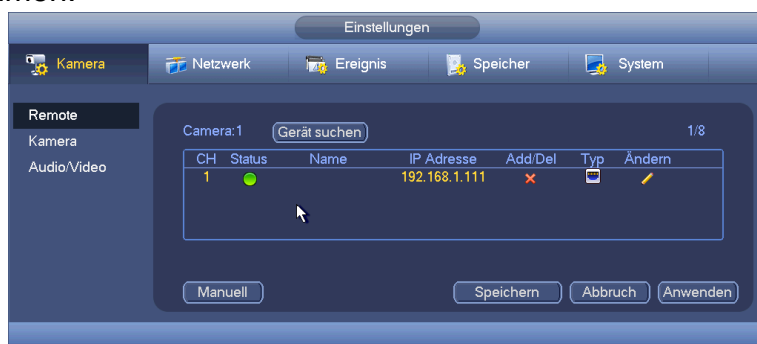 Einstellungen
Kamera Netzwerk Ereignis Speicher System
Remote
Kamera
Audio/Video
Camera:1 Gerät suchen 1/8
CH Status Name IP Adresse Add/Del Typ Ändern
1 192.168.1.111
Manuell Speichern Abbruch Anwenden